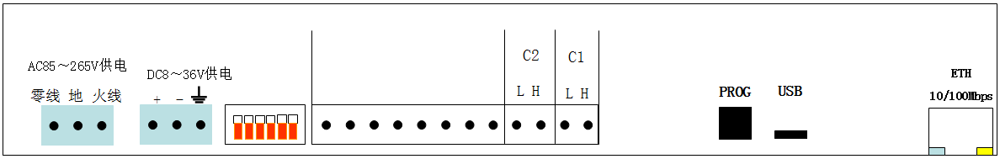 AC85～265V供电
零线 地 火线
DC8～36V供电
+ −
C2
L H
C1
L H
PROG
USB
ETH
10/100Mbps